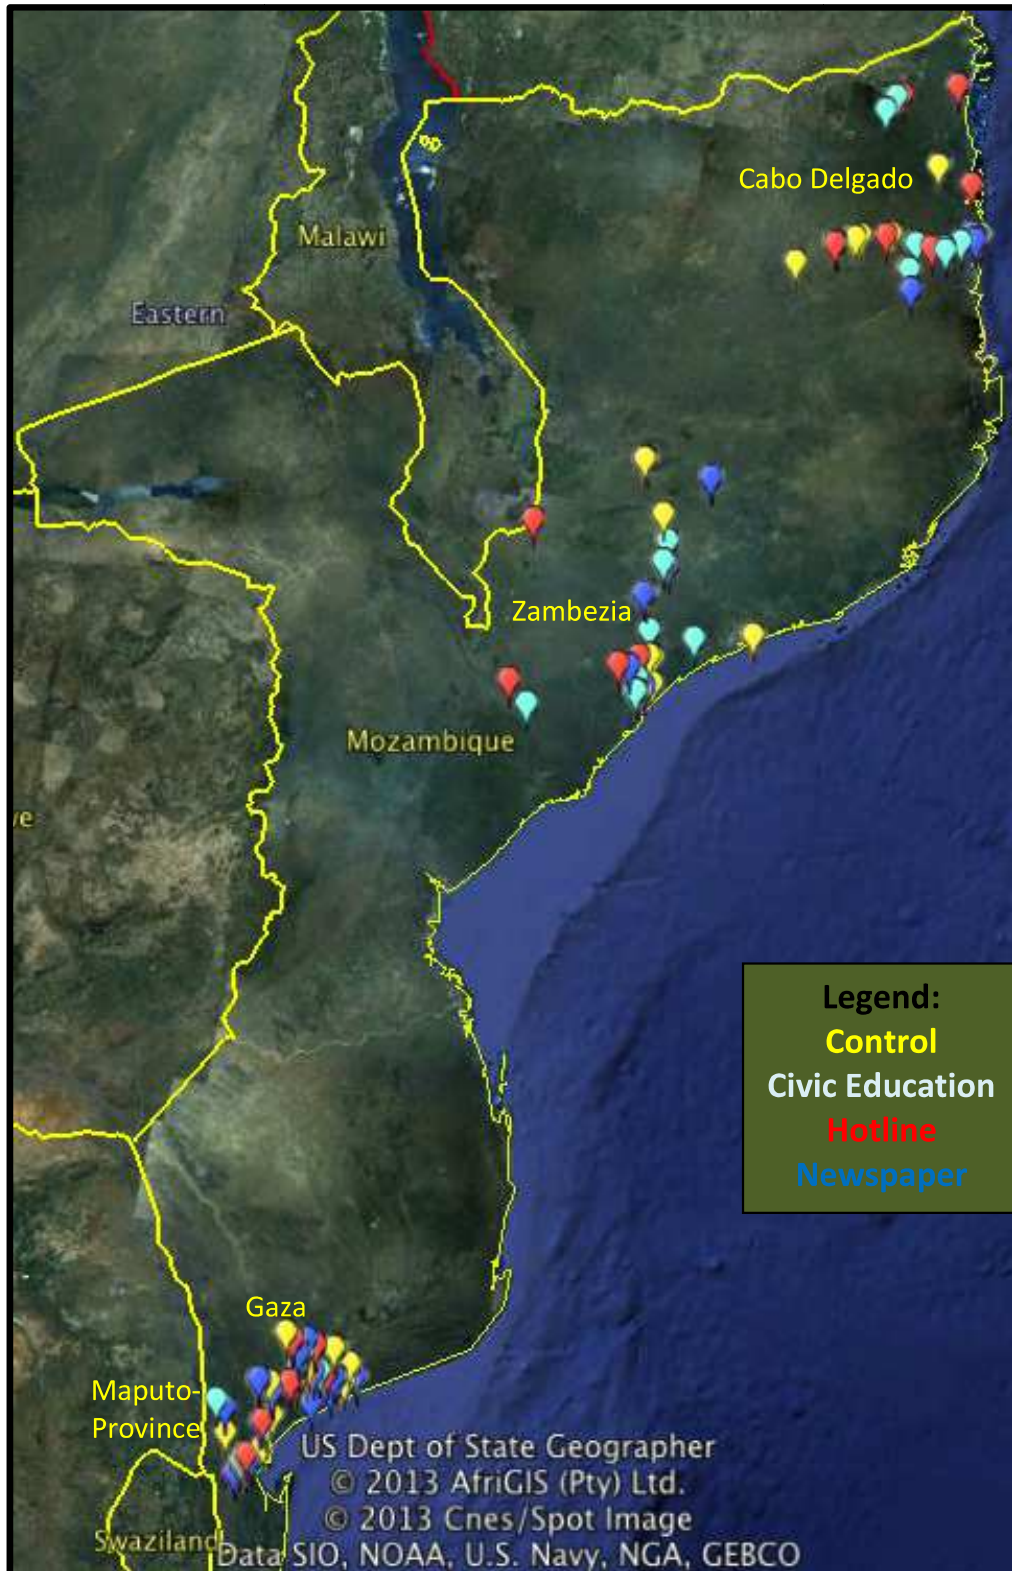 Cabo Delgado
Malawi
Eastern
Zambezia
Mozambique
ve
Legend:
Control
Civic Education
Hotline
Newspaper
Gaza
Maputo-
Province
US Dept of State Geographer
© 2013 AfriGIS (Pty) Ltd.
© 2013 Cnes/Spot Image
Swaziland
Data SIO, NOAA, U.S. Navy, NGA, GEBCO